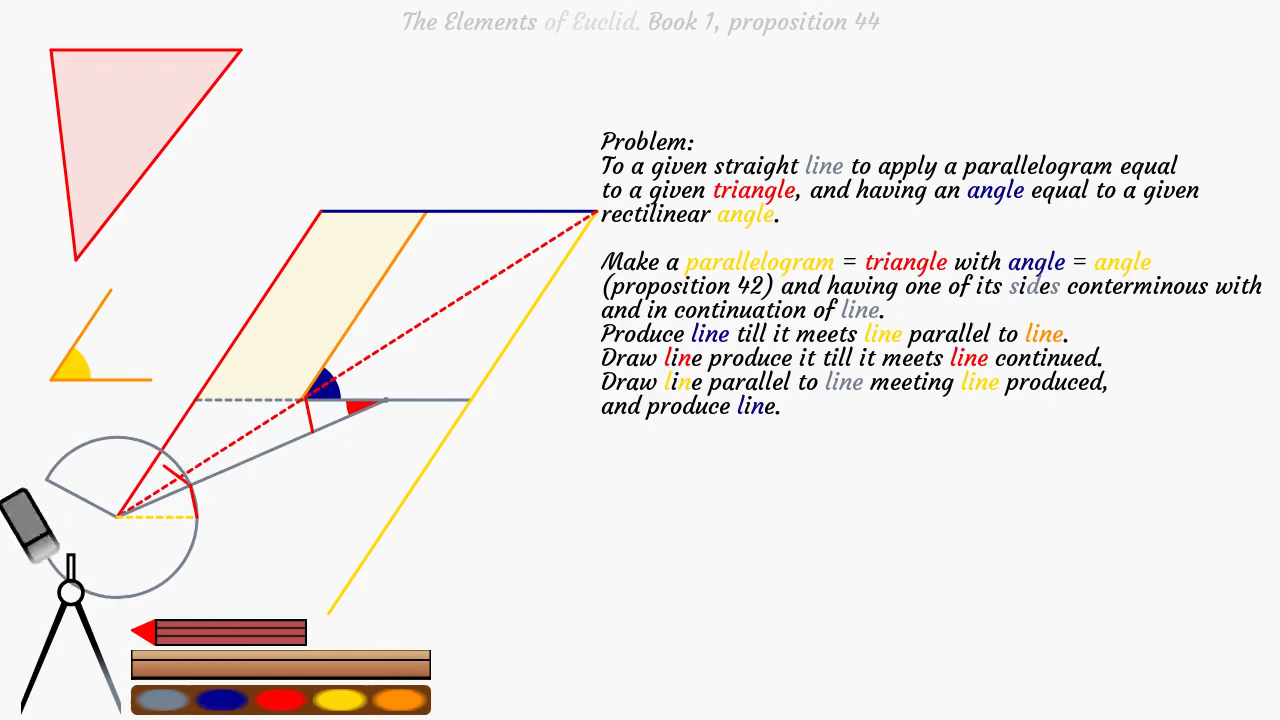 The Elements of Euclid. Book 1, proposition 44
Problem:
To a given straight line to apply a parallelogram equal
to a given triangle, and having an angle equal to a given
rectilinear angle.
Make a parallelogram = triangle with angle = angle
(proposition 42) and having one of its sides conterminous with
and in continuation of line.
Produce line till it meets line parallel to line.
Draw line produce it till it meets line continued.
Draw line parallel to line meeting line produced,
and produce line.